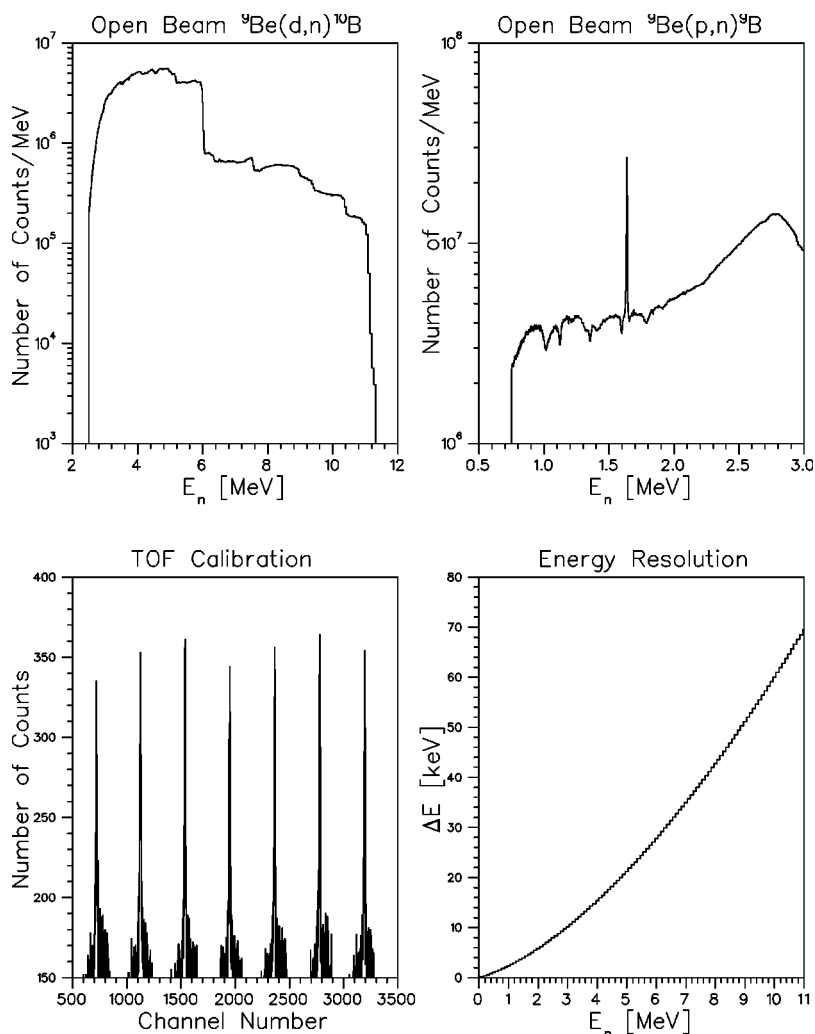 Open Beam ⁹Be(d,n)¹⁰B
Number of Counts/MeV
10⁷
10⁶
10⁵
10⁴
10³
2 4 6 8 10 12
Eₙ [MeV]
Open Beam ⁹Be(p,n)⁹B
Number of Counts/MeV
10⁸
10⁷
10⁶
0.5 1.0 1.5 2.0 2.5 3.0
Eₙ [MeV]
TOF Calibration
Number of Counts
400
350
300
250
200
150
500 1000 1500 2000 2500 3000 3500
Channel Number
Energy Resolution
ΔE [keV]
80
70
60
50
40
30
20
10
0
0 1 2 3 4 5 6 7 8 9 10 11
Eₙ [MeV]